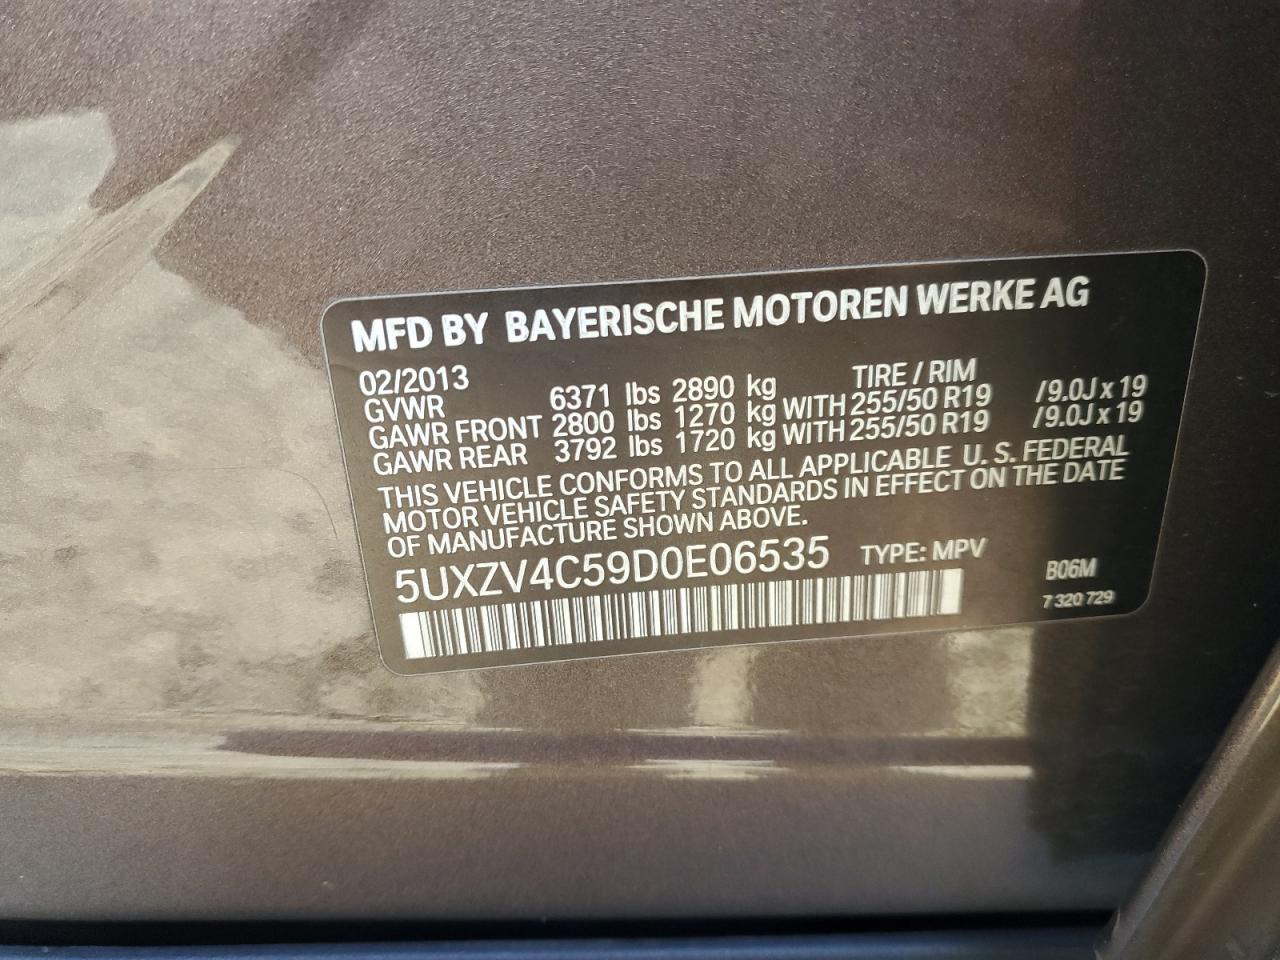 MFD BY BAYERISCHE MOTOREN WERKE AG
02/2013 TIRE / RIM
GVWR 6371 lbs 2890 kg
GAWR FRONT 2800 lbs 1270 kg WITH 255/50 R19 /9.0J x 19
GAWR REAR 3792 lbs 1720 kg WITH 255/50 R19 /9.0J x 19
THIS VEHICLE CONFORMS TO ALL APPLICABLE U. S. FEDERAL
MOTOR VEHICLE SAFETY STANDARDS IN EFFECT ON THE DATE
OF MANUFACTURE SHOWN ABOVE.
5UXZV4C59D0E06535 TYPE: MPV B06M
7 320 729